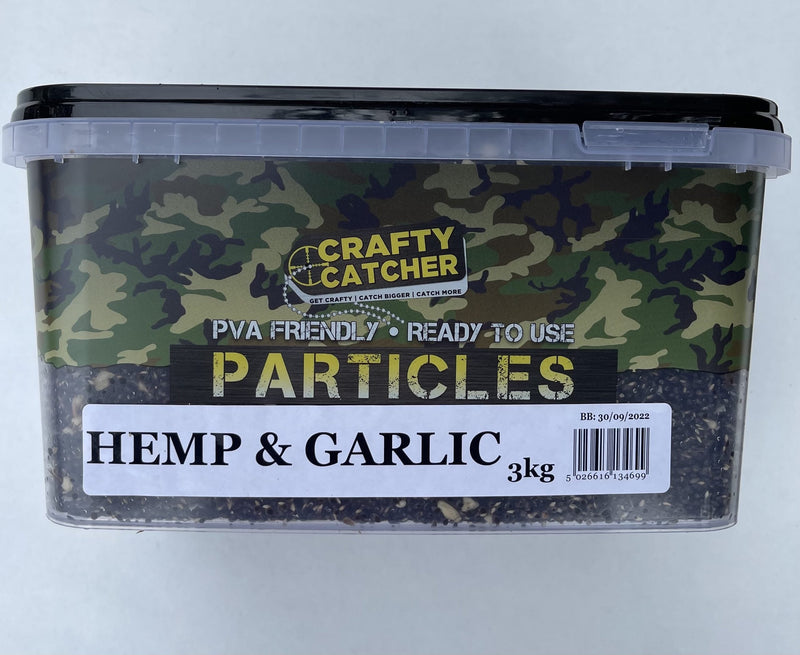 CRAFTY
CATCHER
GET CRAFTY | CATCH BIGGER | CATCH MORE
PVA FRIENDLY • READY TO USE
PARTICLES
BB: 30/09/2022
HEMP & GARLIC 3kg
5 026616 134699